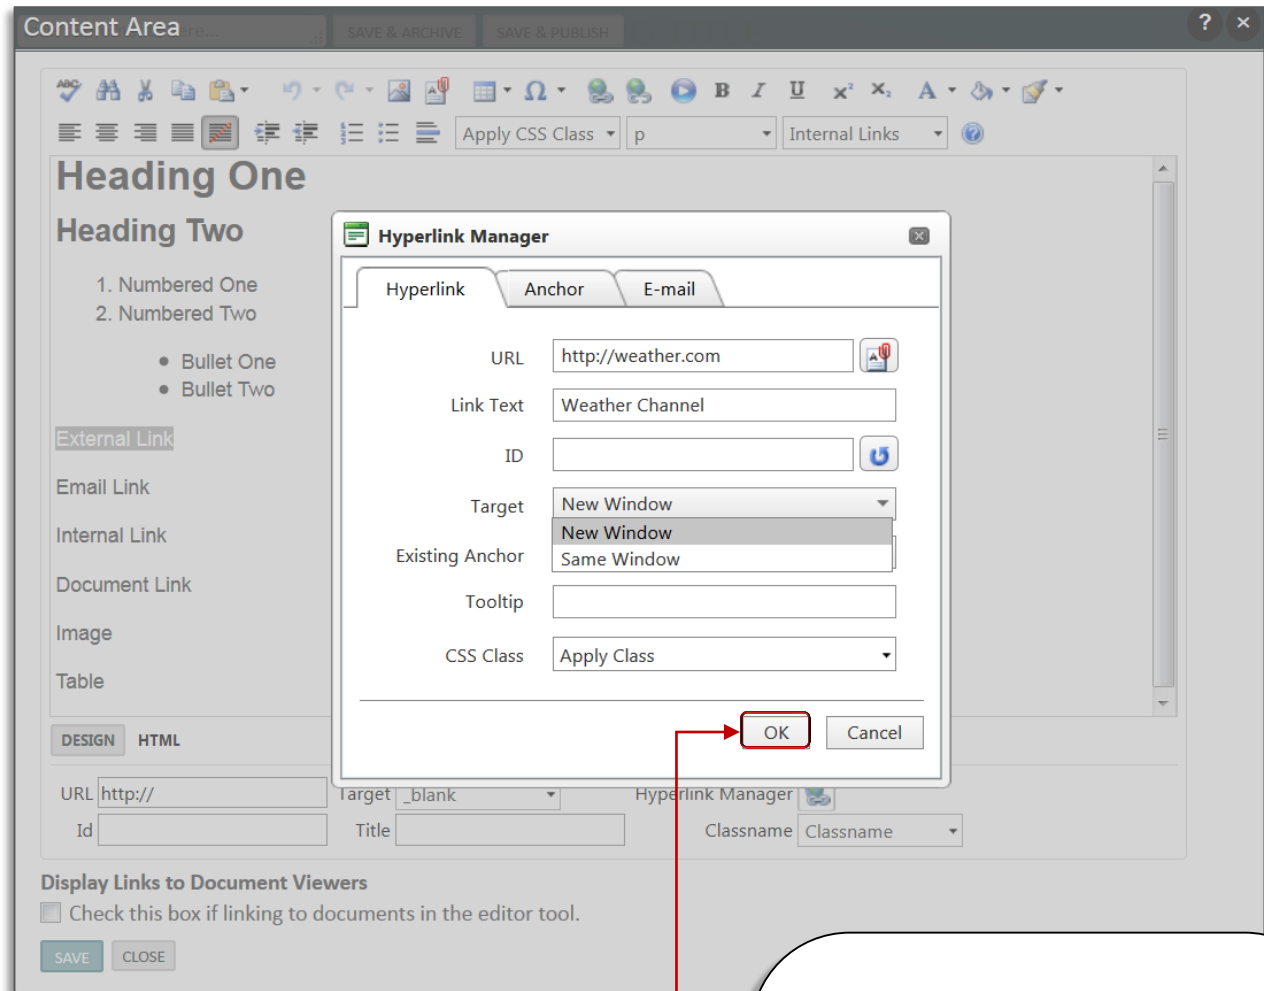 Content Area
SAVE & ARCHIVE SAVE & PUBLISH
? ×
ABC
Ω B I U x² X₂ A
Apply CSS Class p Internal Links ?
Heading One
Heading Two
1. Numbered One
2. Numbered Two
• Bullet One
• Bullet Two
External Link
Email Link
Internal Link
Document Link
Image
Table
Hyperlink Manager
Hyperlink Anchor E-mail
URL http://weather.com
Link Text Weather Channel
ID
Target New Window
New Window
Same Window
Existing Anchor
Tooltip
CSS Class Apply Class
OK Cancel
DESIGN HTML
URL http:// Target _blank Hyperlink Manager
Id Title Classname Classname
Display Links to Document Viewers
Check this box if linking to documents in the editor tool.
SAVE CLOSE